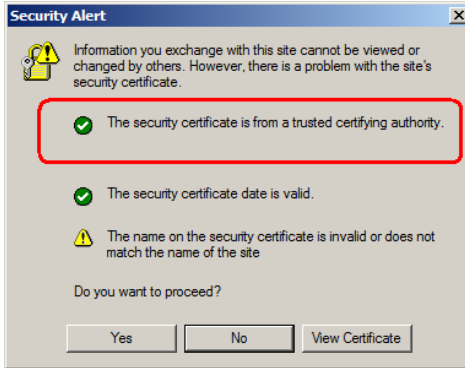 Security Alert
Information you exchange with this site cannot be viewed or
changed by others. However, there is a problem with the site's
security certificate.
The security certificate is from a trusted certifying authority.
The security certificate date is valid.
The name on the security certificate is invalid or does not
match the name of the site
Do you want to proceed?
Yes
No
View Certificate